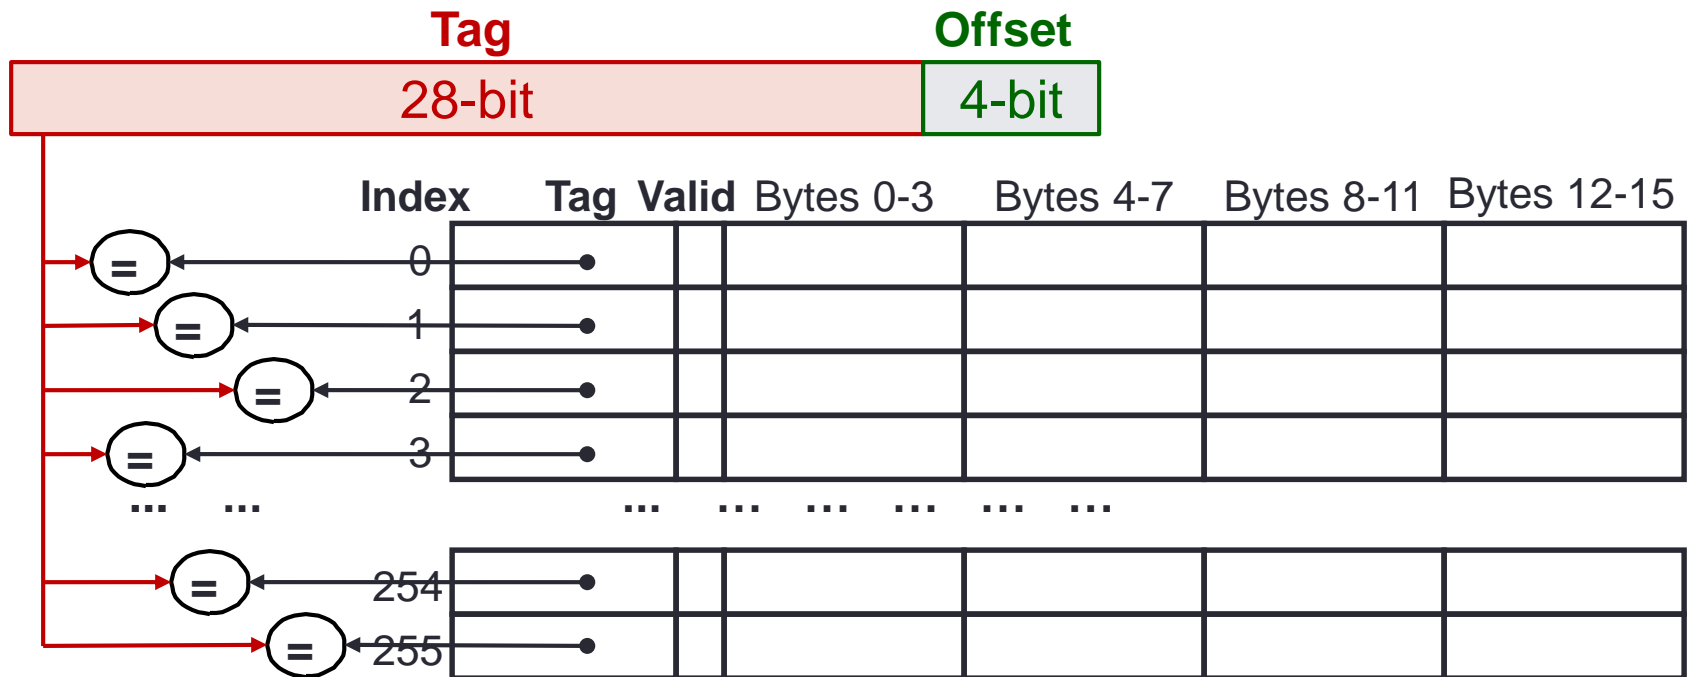 Tag Offset
28-bit 4-bit
Index Tag Valid Bytes 0-3 Bytes 4-7 Bytes 8-11 Bytes 12-15
= 0
= 1
= 2
= 3
... ... ... ... ... ... ... ...
= 254
= 255